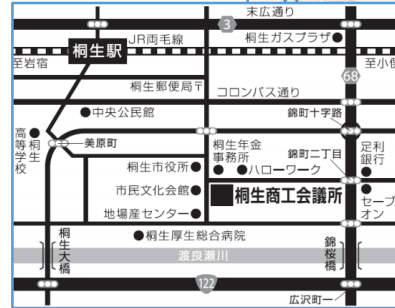 末広通り
3
JR両毛線
桐生ガスプラザ
桐生駅
至岩宿
至小俣
68
桐生郵便局〒
コロンバス通り
中央公民館
錦町十字路
桐生
高等学校
美原町
桐生年金
事務所
ハローワーク
錦町二丁目
足利
銀行
桐生市役所
市民文化会館
桐生商工会議所
セーブ
オン
地場産センター
桐生大橋
桐生厚生総合病院
錦桜橋
渡良瀬川
122
広沢町一